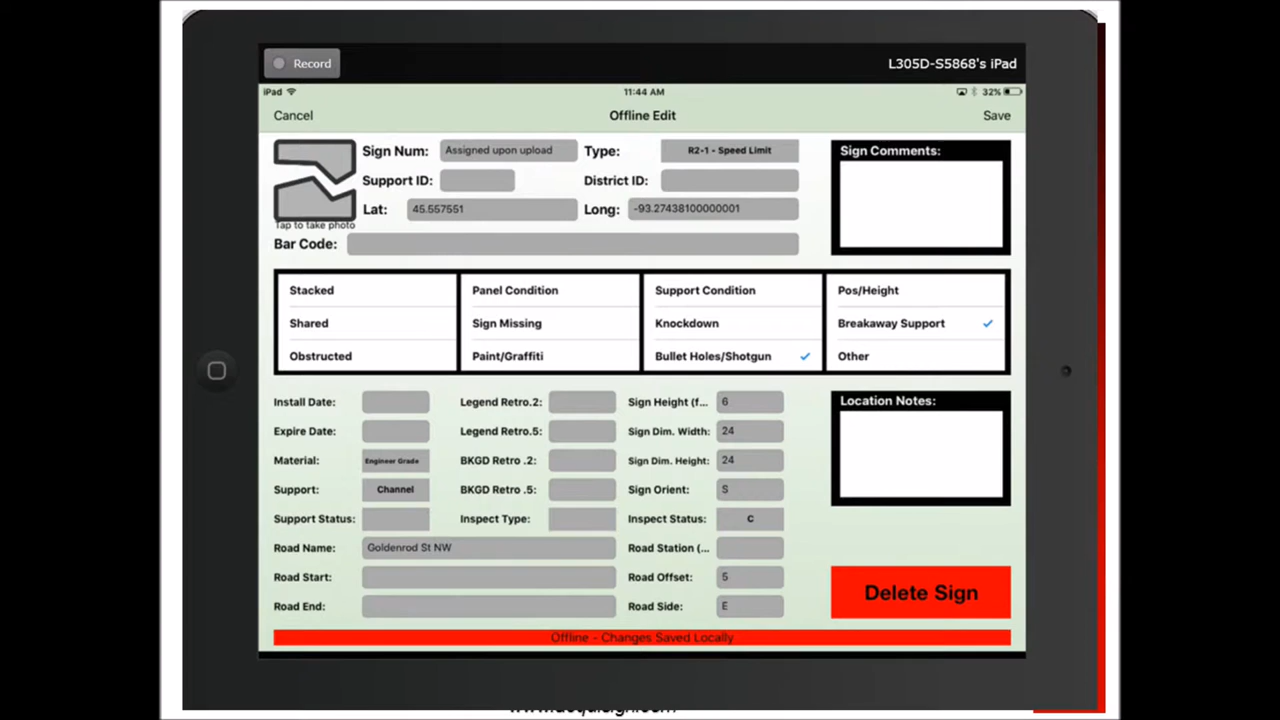 Record
L305D-S5868's iPad
iPad 11:44 AM 32%
Cancel Offline Edit Save
Sign Num: Assigned upon upload Type: R2-1 - Speed Limit Sign Comments:
Support ID: District ID:
Lat: 45.557551 Long: -93.27438100000001
Tap to take photo
Bar Code:
Stacked Panel Condition Support Condition Pos/Height
Shared Sign Missing Knockdown Breakaway Support
Obstructed Paint/Graffiti Bullet Holes/Shotgun Other
Install Date: Legend Retro.2: Sign Height (f... 6 Location Notes:
Expire Date: Legend Retro.5: Sign Dim. Width: 24
Material: Engineer Grade BKGD Retro .2: Sign Dim. Height: 24
Support: Channel BKGD Retro .5: Sign Orient: S
Support Status: Inspect Type: Inspect Status: C
Road Name: Goldenrod St NW Road Station (...
Road Start: Road Offset: 5
Road End: Road Side: E
Delete Sign
Offline - Changes Saved Locally